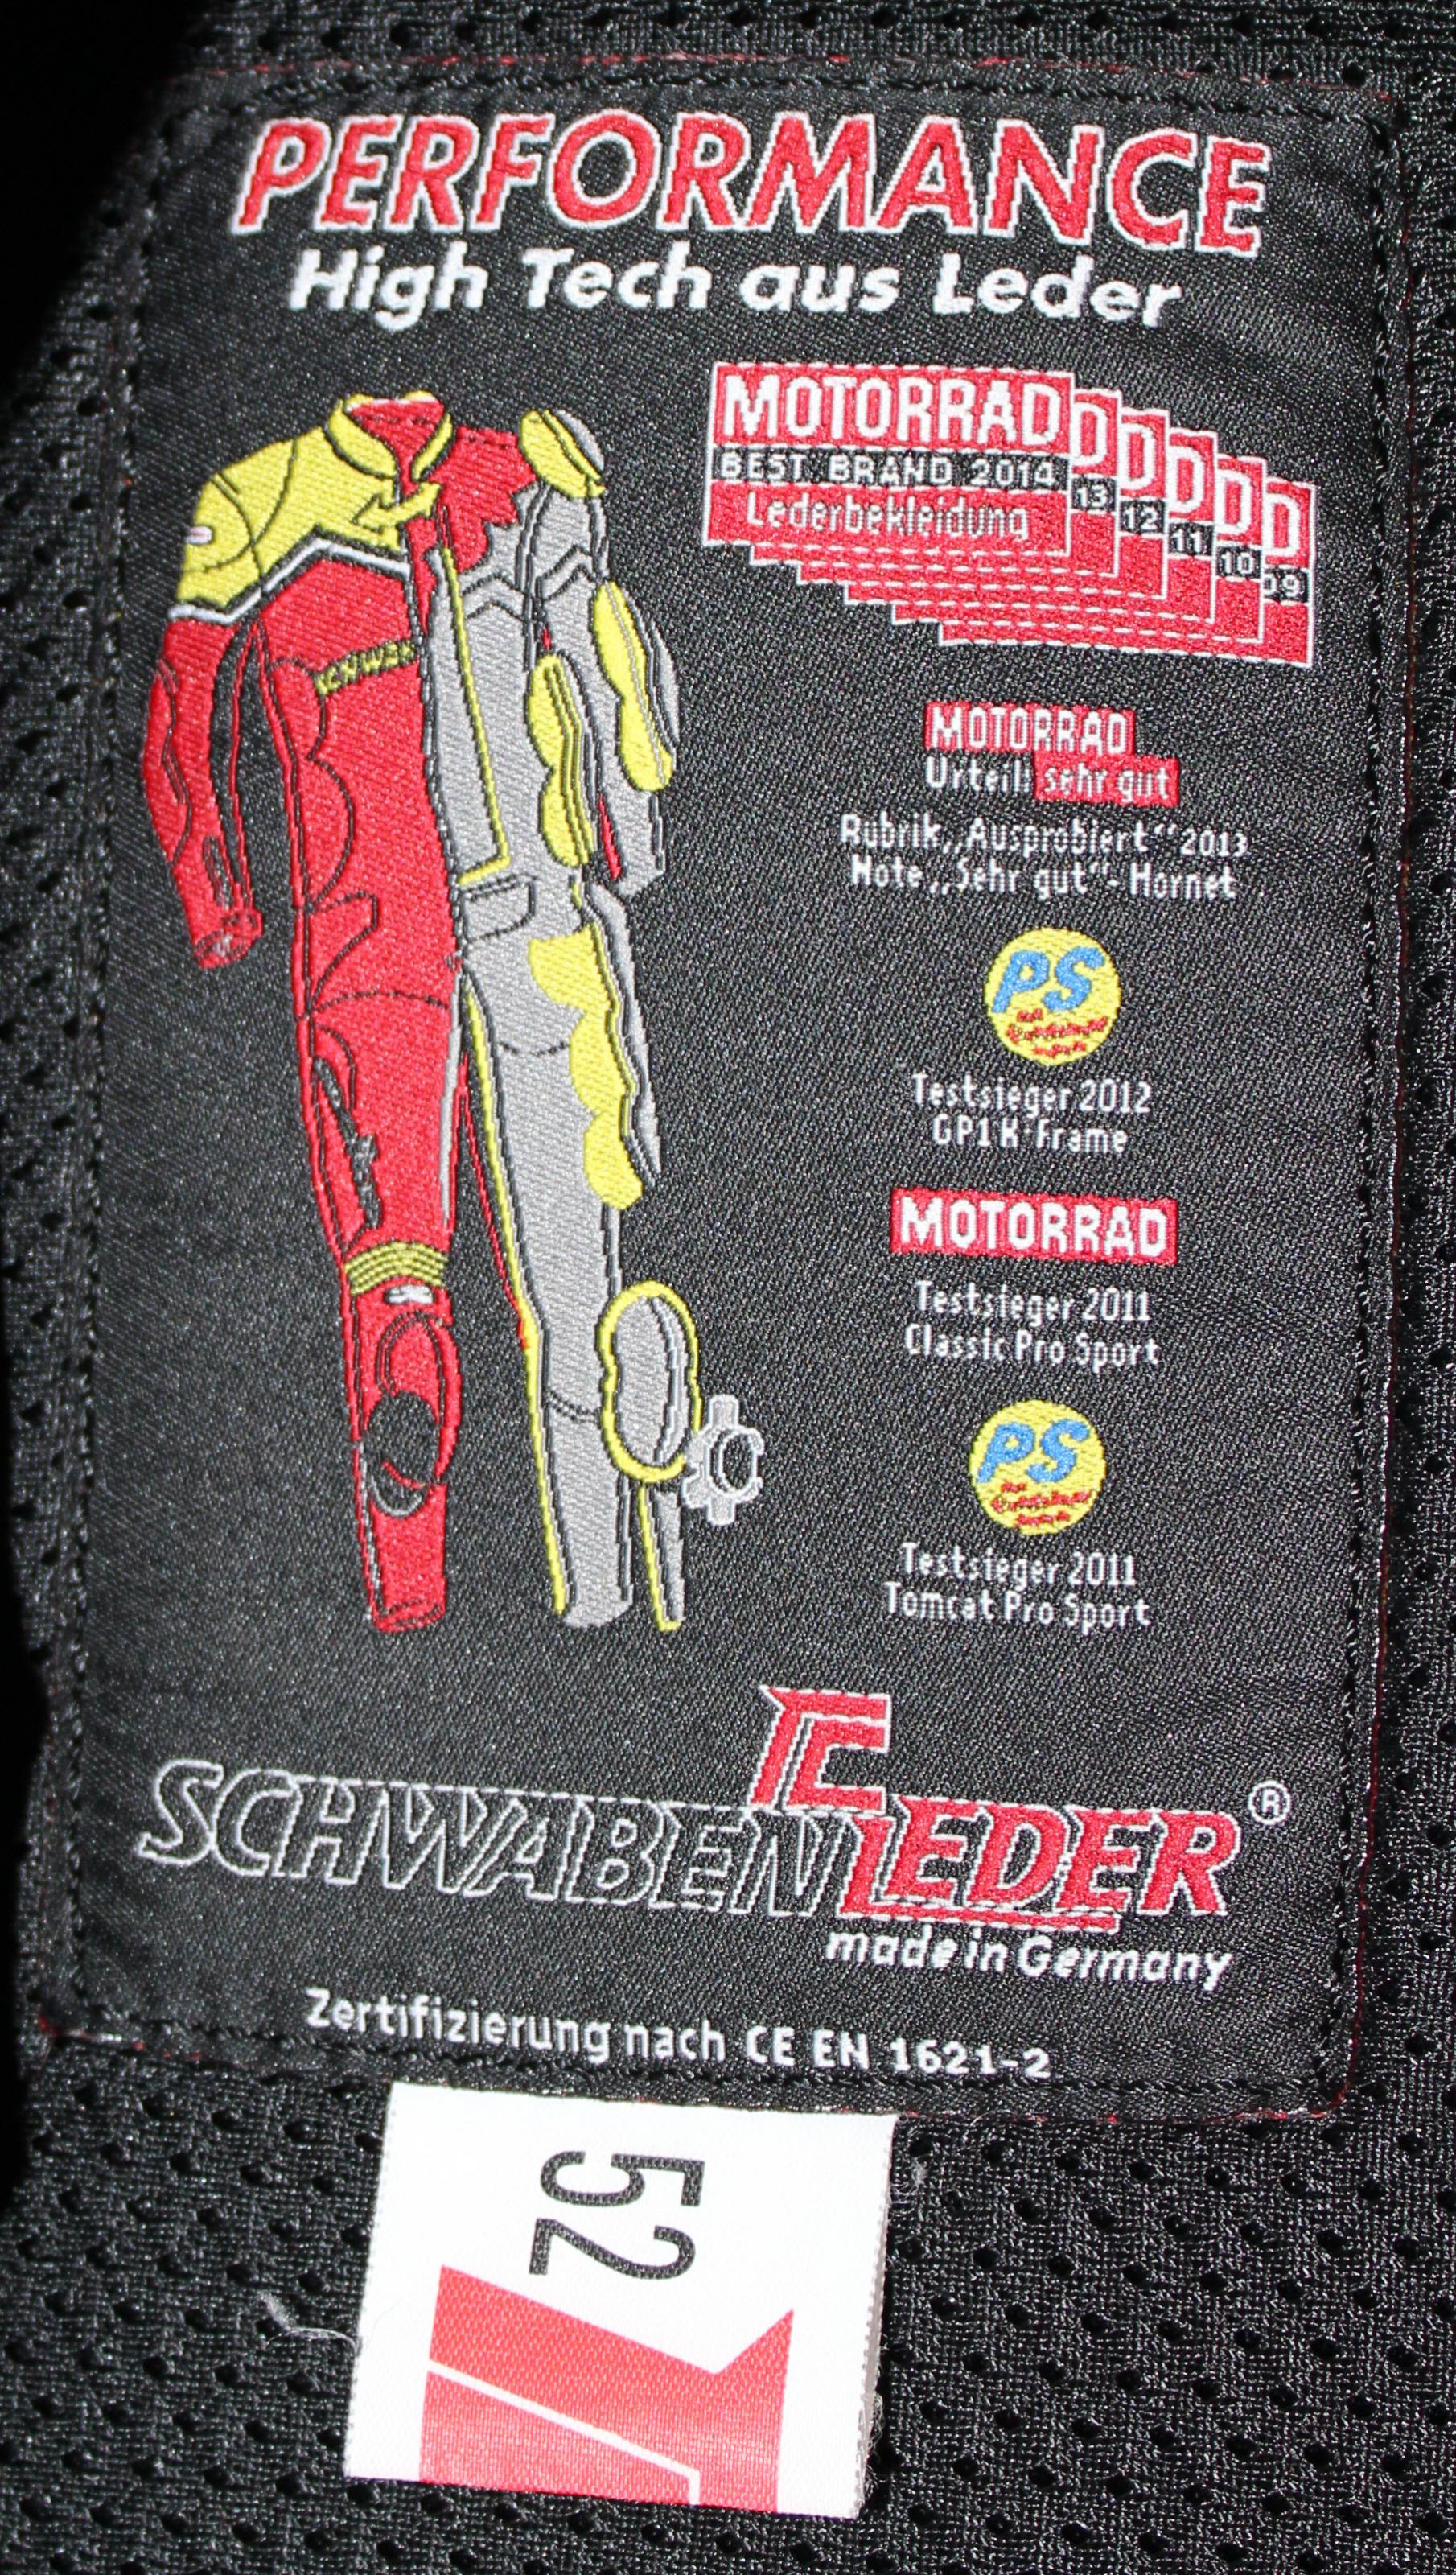 PERFORMANCE
High Tech aus Leder
MOTORRAD
BEST BRAND 2014
Lederbekleidung
D 13
D 12
D 11
D 10
D 09
MOTORRAD
Urteil: sehr gut
Rubrik „Ausprobiert“ 2013
Note „Sehr gut“ - Hornet
PS
Testsieger 2012
GP1 K-Frame
MOTORRAD
Testsieger 2011
Classic Pro Sport
PS
Testsieger 2011
Tomcat Pro Sport
SCHWABENLEDER®
made in Germany
Zertifizierung nach CE EN 1621-2
52